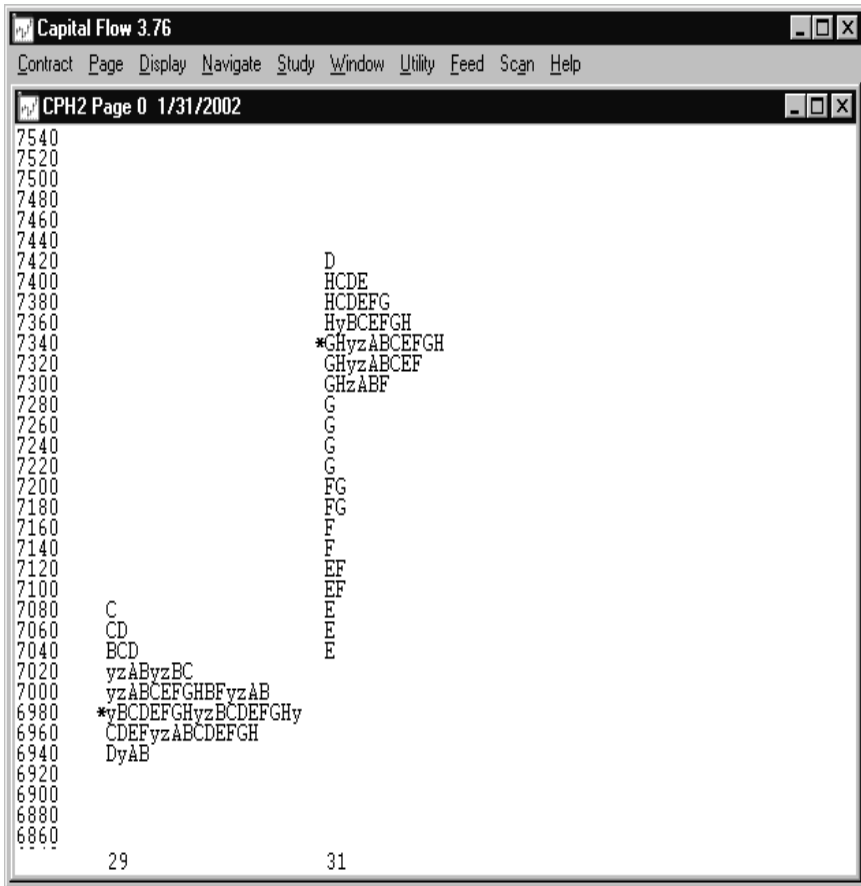 Capital Flow 3.76
Contract Page Display Navigate Study Window Utility Feed Scan Help
CPH2 Page 0 1/31/2002
7540
7520
7500
7480
7460
7440
7420 D
7400 HCDE
7380 HCDEFG
7360 HyBCEFGH
7340 *GHyzABCEFGH
7320 GHyzABCEF
7300 GHzABF
7280 G
7260 G
7240 G
7220 G
7200 FG
7180 FG
7160 F
7140 F
7120 EF
7100 EF
7080 C E
7060 CD E
7040 BCD E
7020 yzAByzBC
7000 yzABCEFGHBFyzAB
6980 *yBCDEFGHyzBCDEFGHy
6960 CDEFyzABCDEFGH
6940 DyAB
6920
6900
6880
6860
29 31